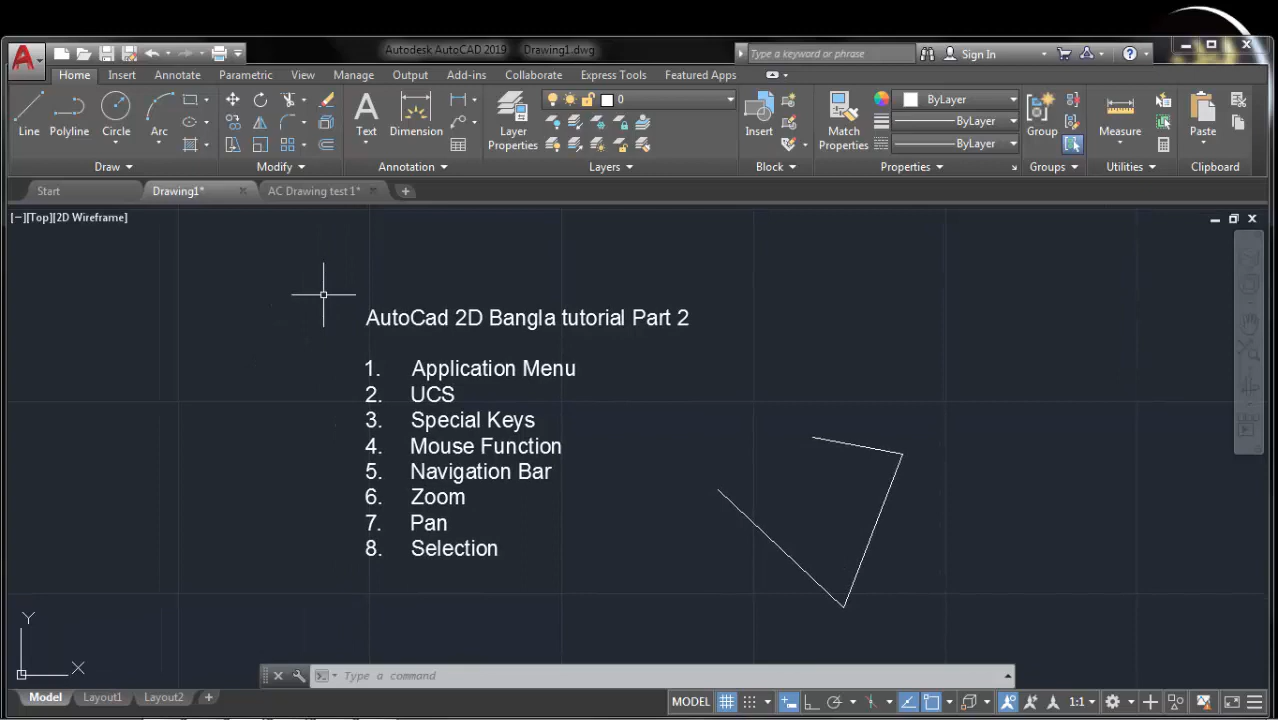 Autodesk AutoCAD 2019 Drawing1.dwg
Type a keyword or phrase
Sign In
Home Insert Annotate Parametric View Manage Output Add-ins Collaborate Express Tools Featured Apps
Line Polyline Circle Arc
Text Dimension
Layer Properties
0
Insert
Match Properties
ByLayer
ByLayer
ByLayer
Group
Measure
Paste
Draw Modify Annotation Layers Block Properties Groups Utilities Clipboard
Start Drawing1* AC Drawing test 1*
[−][Top][2D Wireframe]
AutoCad 2D Bangla tutorial Part 2
1. Application Menu
2. UCS
3. Special Keys
4. Mouse Function
5. Navigation Bar
6. Zoom
7. Pan
8. Selection
Y
X
Type a command
Model Layout1 Layout2
MODEL
1:1